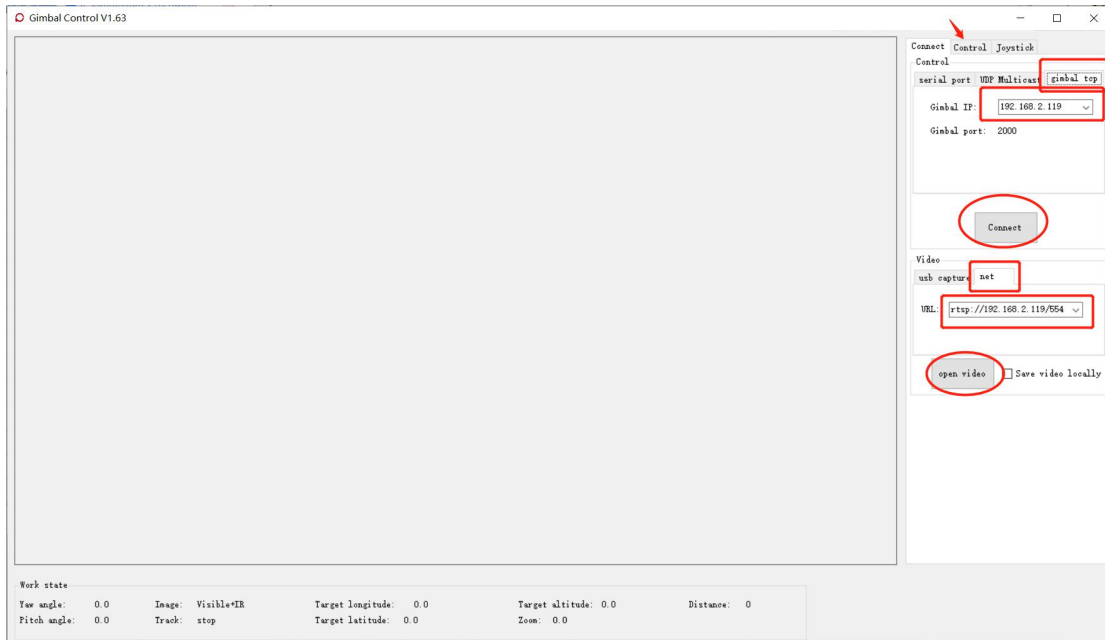 Gimbal Control V1.63
Connect Control Joystick
Control
serial port UDP Multicast gimbal tcp
Gimbal IP: 192.168.2.119
Gimbal port: 2000
Connect
Video
usb capture net
URL: rtsp://192.168.2.119/554
open video Save video locally
Work state
Yaw angle: 0.0 Image: Visible+IR Target longitude: 0.0 Target altitude: 0.0 Distance: 0
Pitch angle: 0.0 Track: stop Target latitude: 0.0 Zoom: 0.0